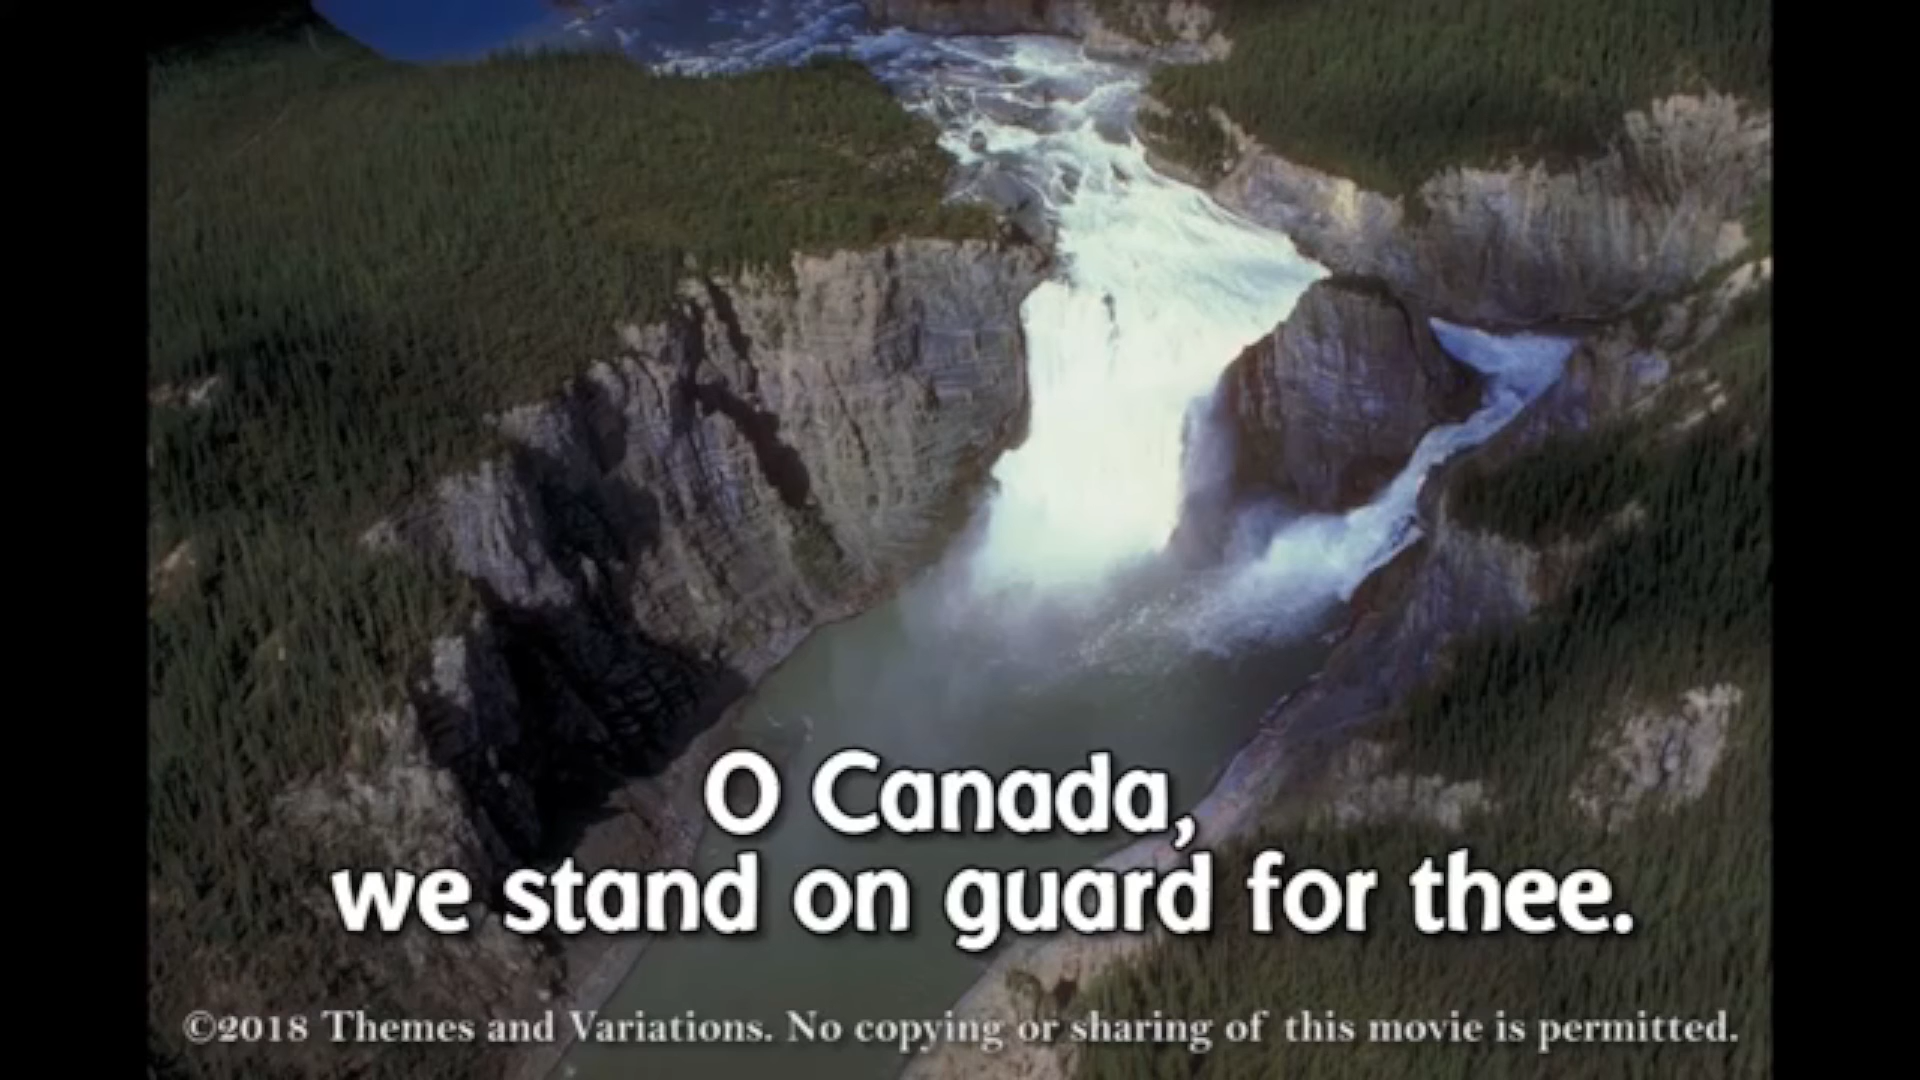 O Canada,
we stand on guard for thee.
©2018 Themes and Variations. No copying or sharing of this movie is permitted.